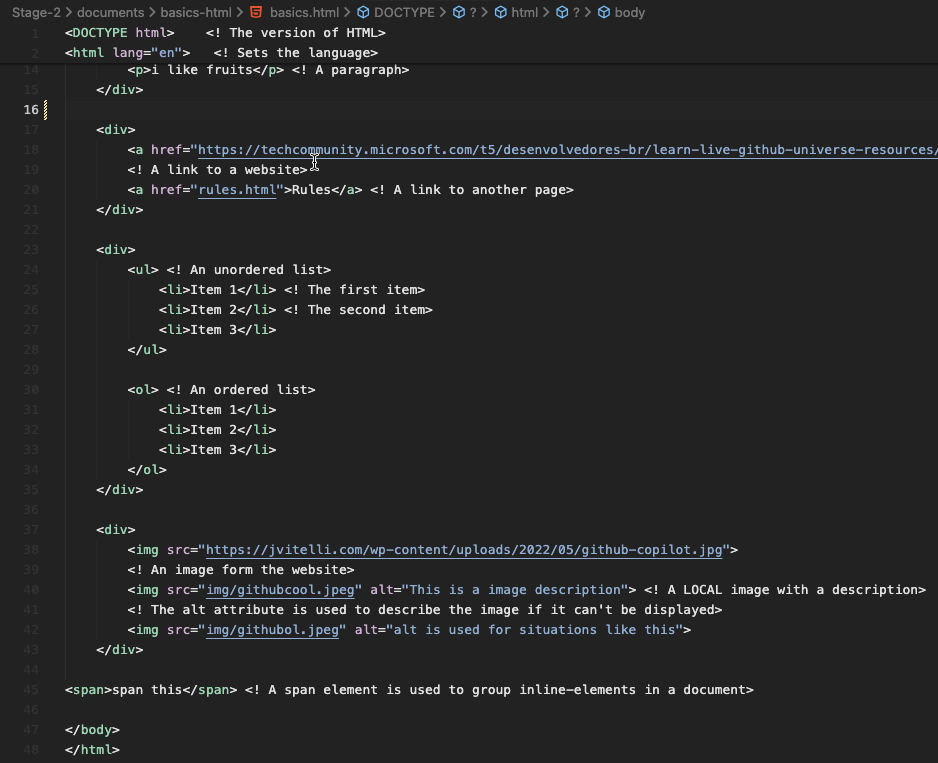 Stage-2 > documents > basics-html > basics.html > DOCTYPE > ? > html > ? > body
1 <DOCTYPE html>    <! The version of HTML>
2 <html lang="en">   <! Sets the language>
14 <p>i like fruits</p> <! A paragraph>
15 </div>
16
17 <div>
18 <a href="https://techcommunity.microsoft.com/t5/desenvolvedores-br/learn-live-github-universe-resources/
19 <! A link to a website>
20 <a href="rules.html">Rules</a> <! A link to another page>
21 </div>
22
23 <div>
24 <ul> <! An unordered list>
25 <li>Item 1</li> <! The first item>
26 <li>Item 2</li> <! The second item>
27 <li>Item 3</li>
28 </ul>
29
30 <ol> <! An ordered list>
31 <li>Item 1</li>
32 <li>Item 2</li>
33 <li>Item 3</li>
34 </ol>
35 </div>
36
37 <div>
38 <img src="https://jvitelli.com/wp-content/uploads/2022/05/github-copilot.jpg">
39 <! An image form the website>
40 <img src="img/githubcool.jpeg" alt="This is a image description"> <! A LOCAL image with a description>
41 <! The alt attribute is used to describe the image if it can't be displayed>
42 <img src="img/githubol.jpeg" alt="alt is used for situations like this">
43 </div>
44
45 <span>span this</span> <! A span element is used to group inline-elements in a document>
46
47 </body>
48 </html>